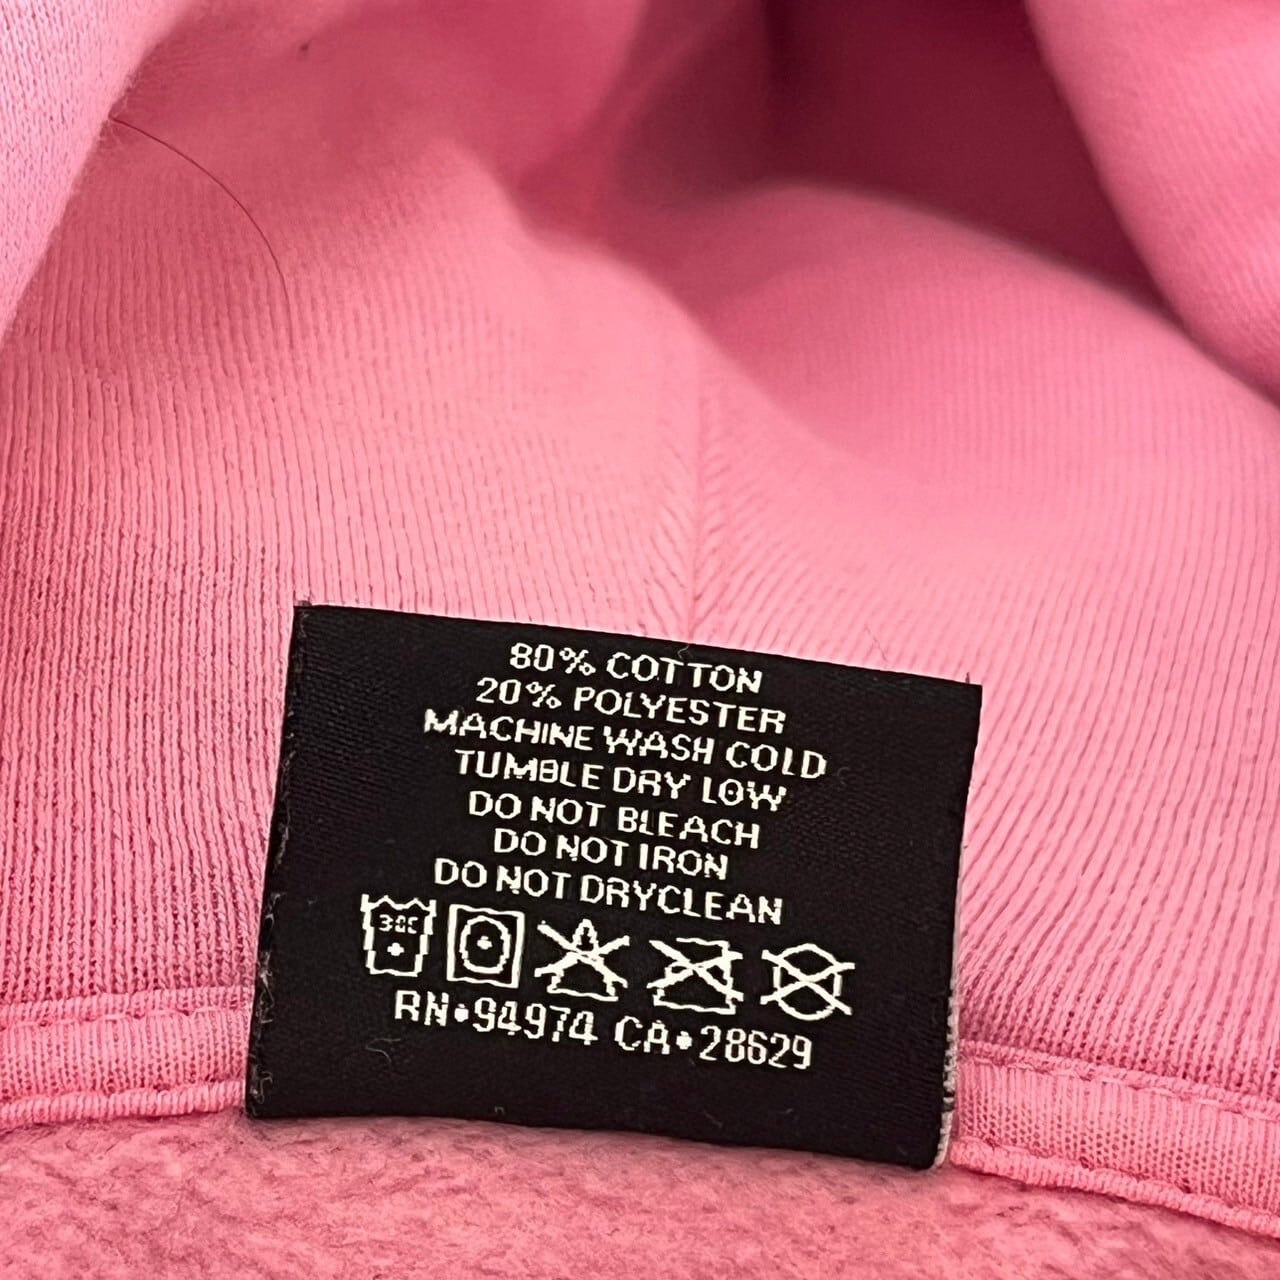 80% COTTON
20% POLYESTER
MACHINE WASH COLD
TUMBLE DRY LOW
DO NOT BLEACH
DO NOT IRON
DO NOT DRYCLEAN
30C
RN•94974 CA•28629